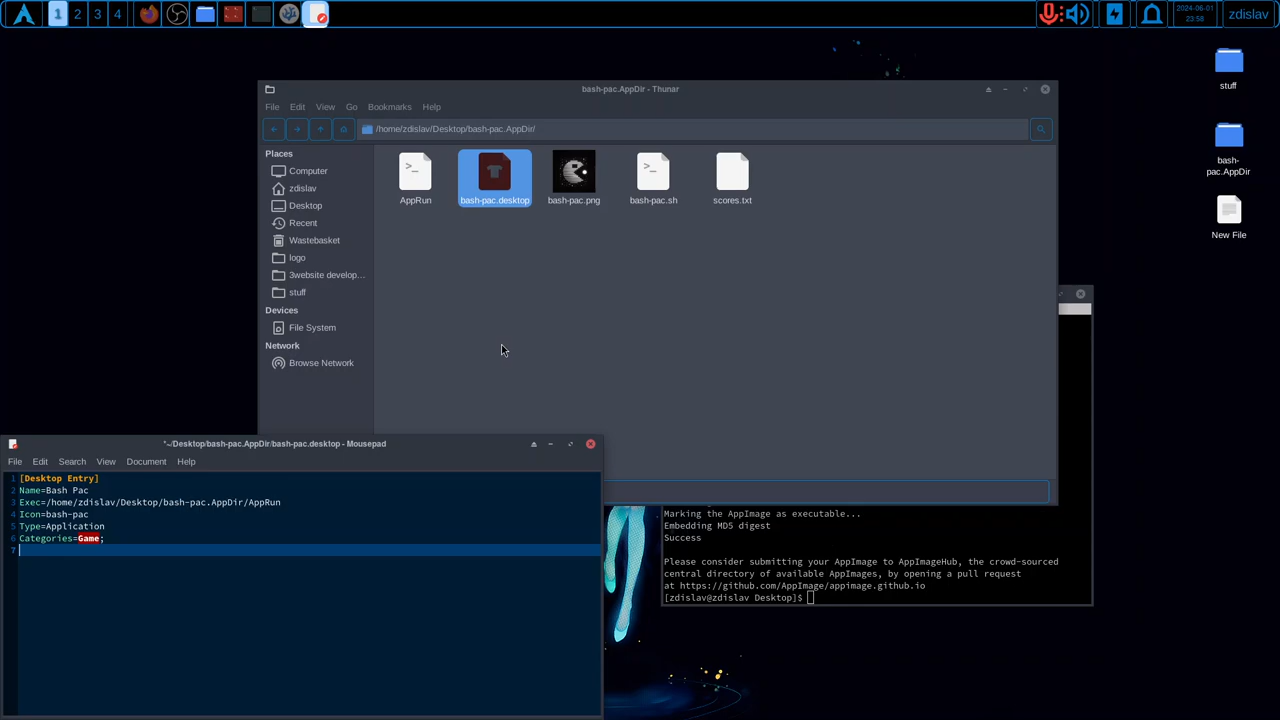 1 2 3 4
2024-06-01
23:58
zdislav
stuff
bash-
pac.AppDir
New File
bash-pac.AppDir - Thunar
File Edit View Go Bookmarks Help
/home/zdislav/Desktop/bash-pac.AppDir/
Places
Computer
zdislav
Desktop
Recent
Wastebasket
logo
3website develop...
stuff
Devices
File System
Network
Browse Network
AppRun
bash-pac.desktop
bash-pac.png
bash-pac.sh
scores.txt
*~/Desktop/bash-pac.AppDir/bash-pac.desktop - Mousepad
File Edit Search View Document Help
1 [Desktop Entry]
2 Name=Bash Pac
3 Exec=/home/zdislav/Desktop/bash-pac.AppDir/AppRun
4 Icon=bash-pac
5 Type=Application
6 Categories=Game;
7
Marking the AppImage as executable...
Embedding MD5 digest
Success
Please consider submitting your AppImage to AppImageHub, the crowd-sourced
central directory of available AppImages, by opening a pull request
at https://github.com/AppImage/appimage.github.io
[zdislav@zdislav Desktop]$